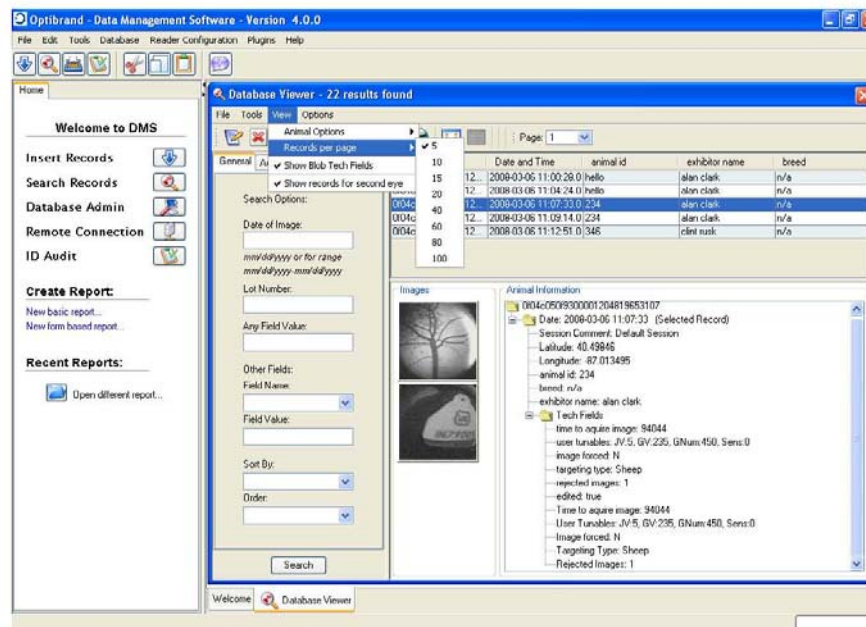 Optibrand - Data Management Software - Version 4.0.0
File Edit Tools Database Reader Configuration Plugins Help
Home
Welcome to DMS
Insert Records
Search Records
Database Admin
Remote Connection
ID Audit
Create Report:
New basic report...
New form based report...
Recent Reports:
Open different report...
Database Viewer - 22 results found
File Tools View Options
Animal Options
Records per page
Show Blob Tech Fields
Show records for second eye
5
10
15
20
40
60
80
100
Page: 1
General
Search Options:
Date of Image:
mm/dd/yyyy or for range
mm/dd/yyyy-mm/dd/yyyy
Lot Number:
Any Field Value:
Other Fields:
Field Name:
Field Value:
Sort By:
Order:
Search
Date and Time animal id exhibitor name breed
12... 2008-03-06 11:00:28.0 hello alan clark n/a
12... 2008-03-06 11:04:24.0 hello alan clark n/a
0f04c 12... 2008-03-06 11:07:33.0 234 alan clark n/a
0f04c 12... 2008-03-06 11:09:14.0 234 alan clark n/a
0f04c 12... 2008-03-06 11:12:51.0 346 clint rusk n/a
Images
Animal Information
0f04c050f9300001204819653107
Date: 2008-03-06 11:07:33 (Selected Record)
Session Comment: Default Session
Latitude: 40.49846
Longitude: -87.013495
animal id: 234
breed: n/a
exhibitor name: alan clark
Tech Fields
time to aquire image: 94044
user tunables: JV:5, GV:235, GNum:450, Sens:0
image forced: N
targeting type: Sheep
rejected images: 1
edited: true
Time to aquire image: 94044
User Tunables: JV:5, GV:235, GNum:450, Sens:0
Image forced: N
Targeting Type: Sheep
Rejected Images: 1
Welcome Database Viewer